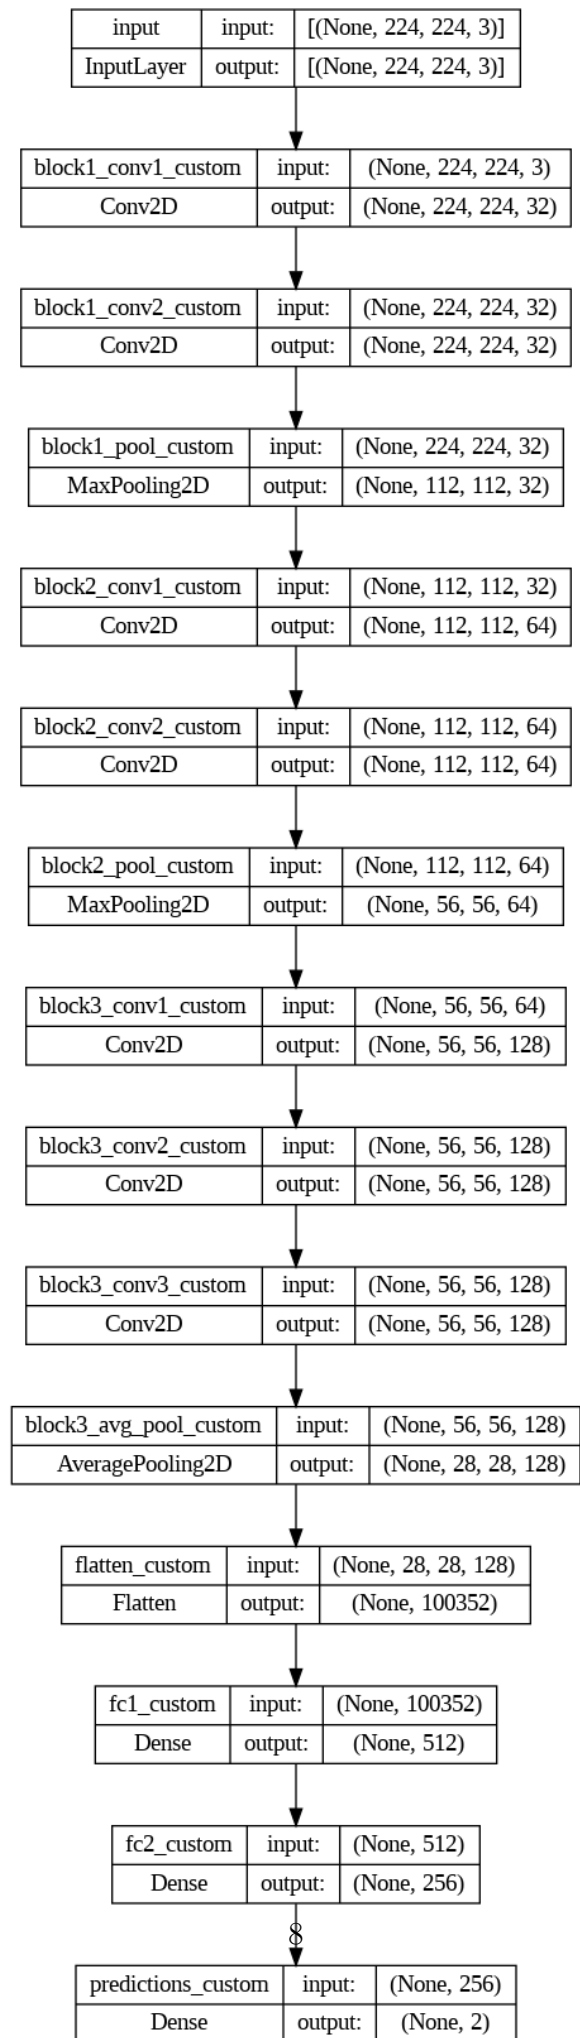 input input: [(None, 224, 224, 3)]
InputLayer output: [(None, 224, 224, 3)]
block1_conv1_custom input: (None, 224, 224, 3)
Conv2D output: (None, 224, 224, 32)
block1_conv2_custom input: (None, 224, 224, 32)
Conv2D output: (None, 224, 224, 32)
block1_pool_custom input: (None, 224, 224, 32)
MaxPooling2D output: (None, 112, 112, 32)
block2_conv1_custom input: (None, 112, 112, 32)
Conv2D output: (None, 112, 112, 64)
block2_conv2_custom input: (None, 112, 112, 64)
Conv2D output: (None, 112, 112, 64)
block2_pool_custom input: (None, 112, 112, 64)
MaxPooling2D output: (None, 56, 56, 64)
block3_conv1_custom input: (None, 56, 56, 64)
Conv2D output: (None, 56, 56, 128)
block3_conv2_custom input: (None, 56, 56, 128)
Conv2D output: (None, 56, 56, 128)
block3_conv3_custom input: (None, 56, 56, 128)
Conv2D output: (None, 56, 56, 128)
block3_avg_pool_custom input: (None, 56, 56, 128)
AveragePooling2D output: (None, 28, 28, 128)
flatten_custom input: (None, 28, 28, 128)
Flatten output: (None, 100352)
fc1_custom input: (None, 100352)
Dense output: (None, 512)
fc2_custom input: (None, 512)
Dense output: (None, 256)
8
predictions_custom input: (None, 256)
Dense output: (None, 2)